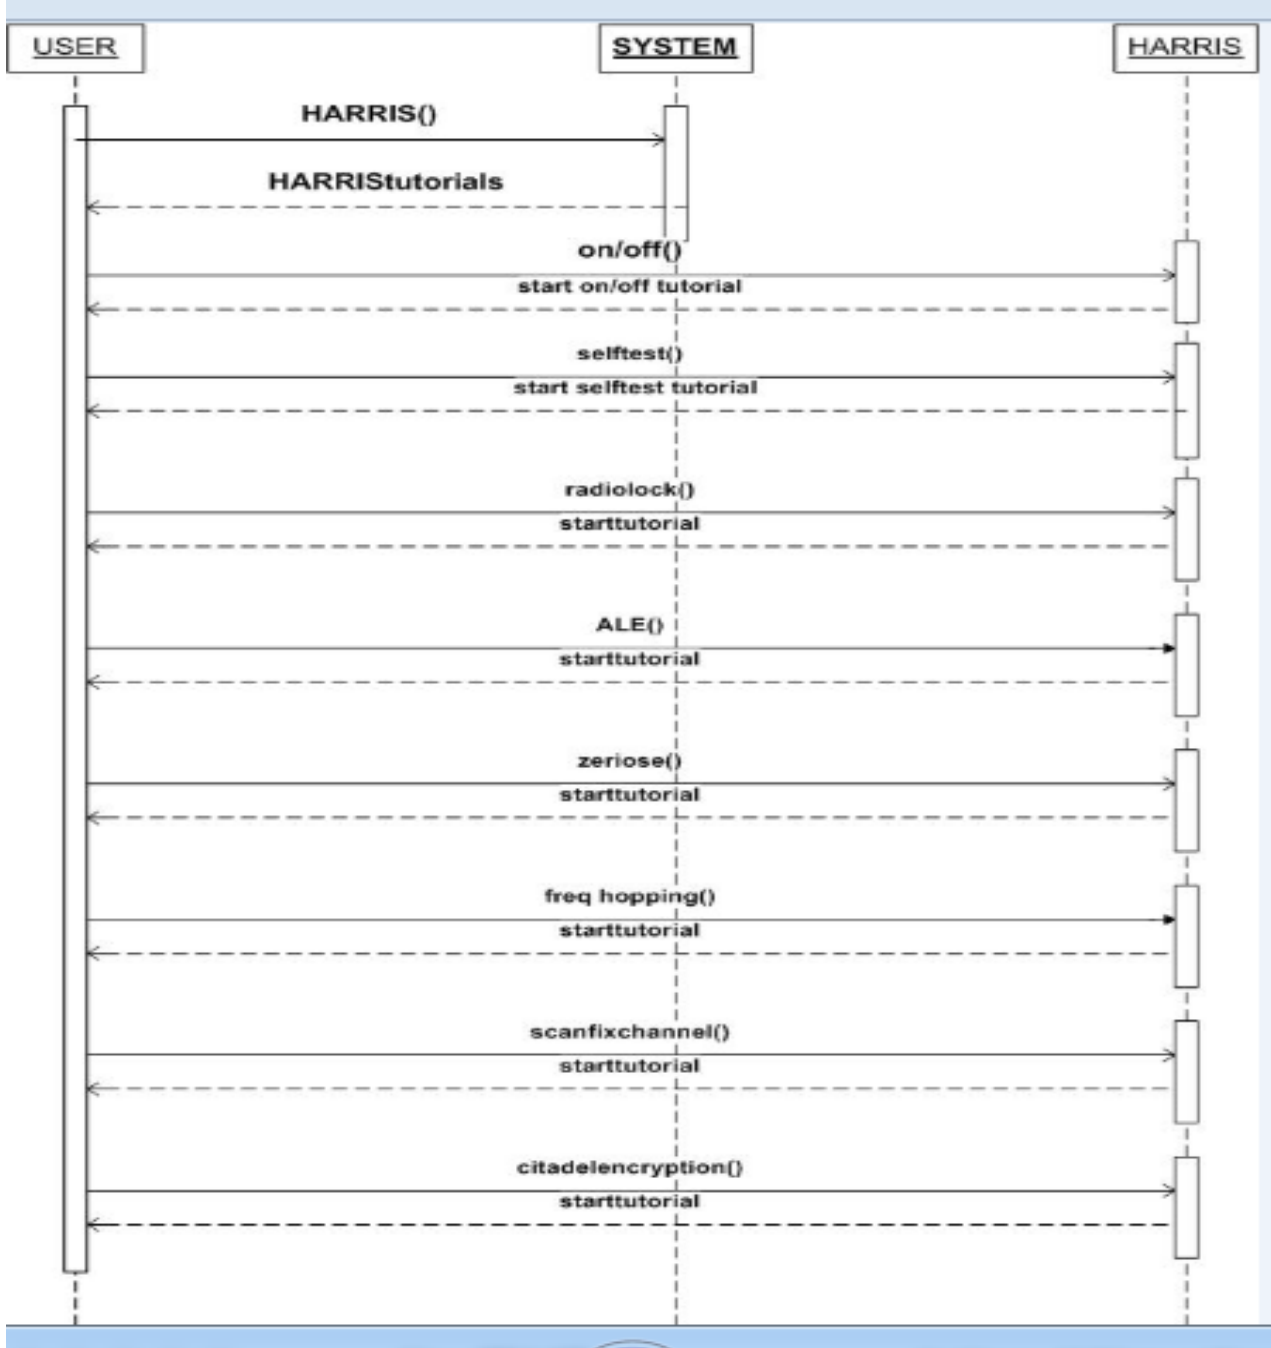 USER SYSTEM HARRIS
HARRIS()
HARRIStutorials
on/off()
start on/off tutorial
selftest()
start selftest tutorial
radiolock()
starttutorial
ALE()
starttutorial
zeriose()
starttutorial
freq hopping()
starttutorial
scanfixchannel()
starttutorial
citadelencryption()
starttutorial